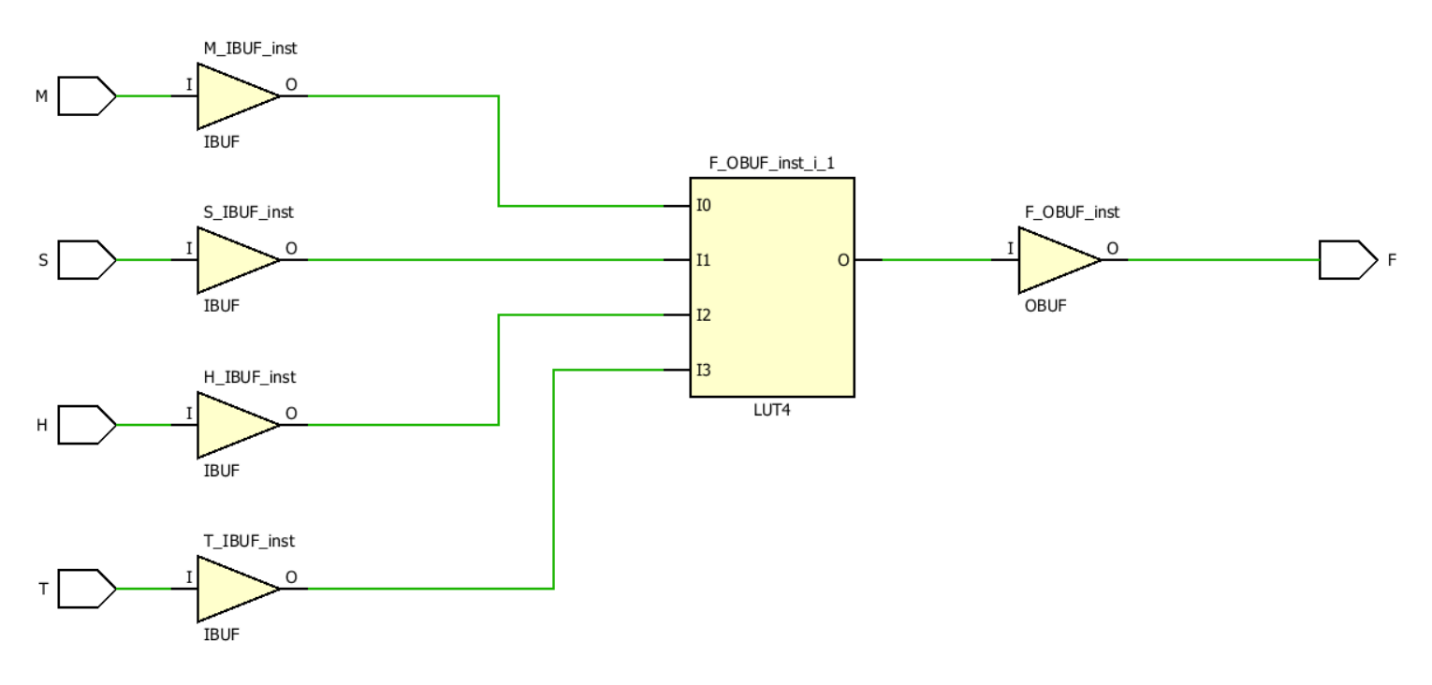 M_IBUF_inst
M
I
O
IBUF
F_OBUF_inst_i_1
I0
S_IBUF_inst
F_OBUF_inst
S
I
O
I1
O
I
O
F
IBUF
OBUF
I2
H_IBUF_inst
I3
H
I
O
LUT4
IBUF
T_IBUF_inst
T
I
O
IBUF